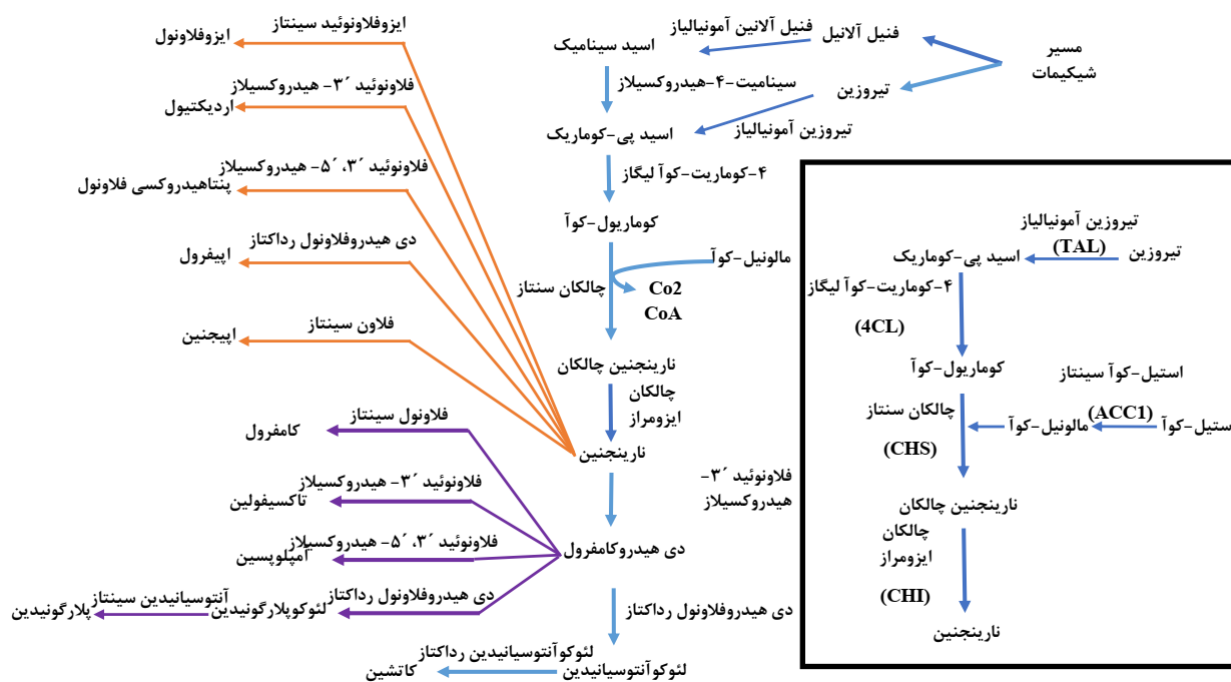 مسیر
شیکیمات
فنیل آلانیل
فنیل آلانین آمونیالیاز
اسید سینامیک
تیروزین
سینامیت-۴-هیدروکسیلاز
تیروزین آمونیالیاز
اسید پی-کوماریک
۴-کوماریت-کوآ لیگاز
کوماریول-کوآ
مالونیل-کوآ
چالکان سنتاز
Co2
CoA
نارینجنین چالکان
چالکان
ایزومراز
نارینجنین
فلاونوئید ´۳-
هیدروکسیلاز
دی هیدروکامفرول
دی هیدروفلاونول رداکتاز
لئوکوآنتوسیانیدین
لئوکوآنتوسیانیدین رداکتاز
کاتشین
ایزوفلاونوئید سینتاز
ایزوفلاونول
فلاونوئید ´۳- هیدروکسیلاز
اردیکتیول
فلاونوئید ´۳، ´۵- هیدروکسیلاز
پنتاهیدروکسی فلاونول
دی هیدروفلاونول رداکتاز
اپیفرول
فلاون سینتاز
اپیجنین
فلاونول سینتاز
کامفرول
فلاونوئید ´۳- هیدروکسیلاز
تاکسیفولین
فلاونوئید ´۳، ´۵- هیدروکسیلاز
آمپلوپسین
دی هیدروفلاونول رداکتاز
لئوکوپلارگونیدین
آنتوسیانیدین سینتاز
پلارگونیدین
تیروزین آمونیالیاز
(TAL)
تیروزین
اسید پی-کوماریک
۴-کوماریت-کوآ لیگاز
(4CL)
کوماریول-کوآ
استیل-کوآ سینتاز
(ACC1)
ستیل-کوآ
مالونیل-کوآ
چالکان سنتاز
(CHS)
نارینجنین چالکان
چالکان
ایزومراز
(CHI)
نارینجنین